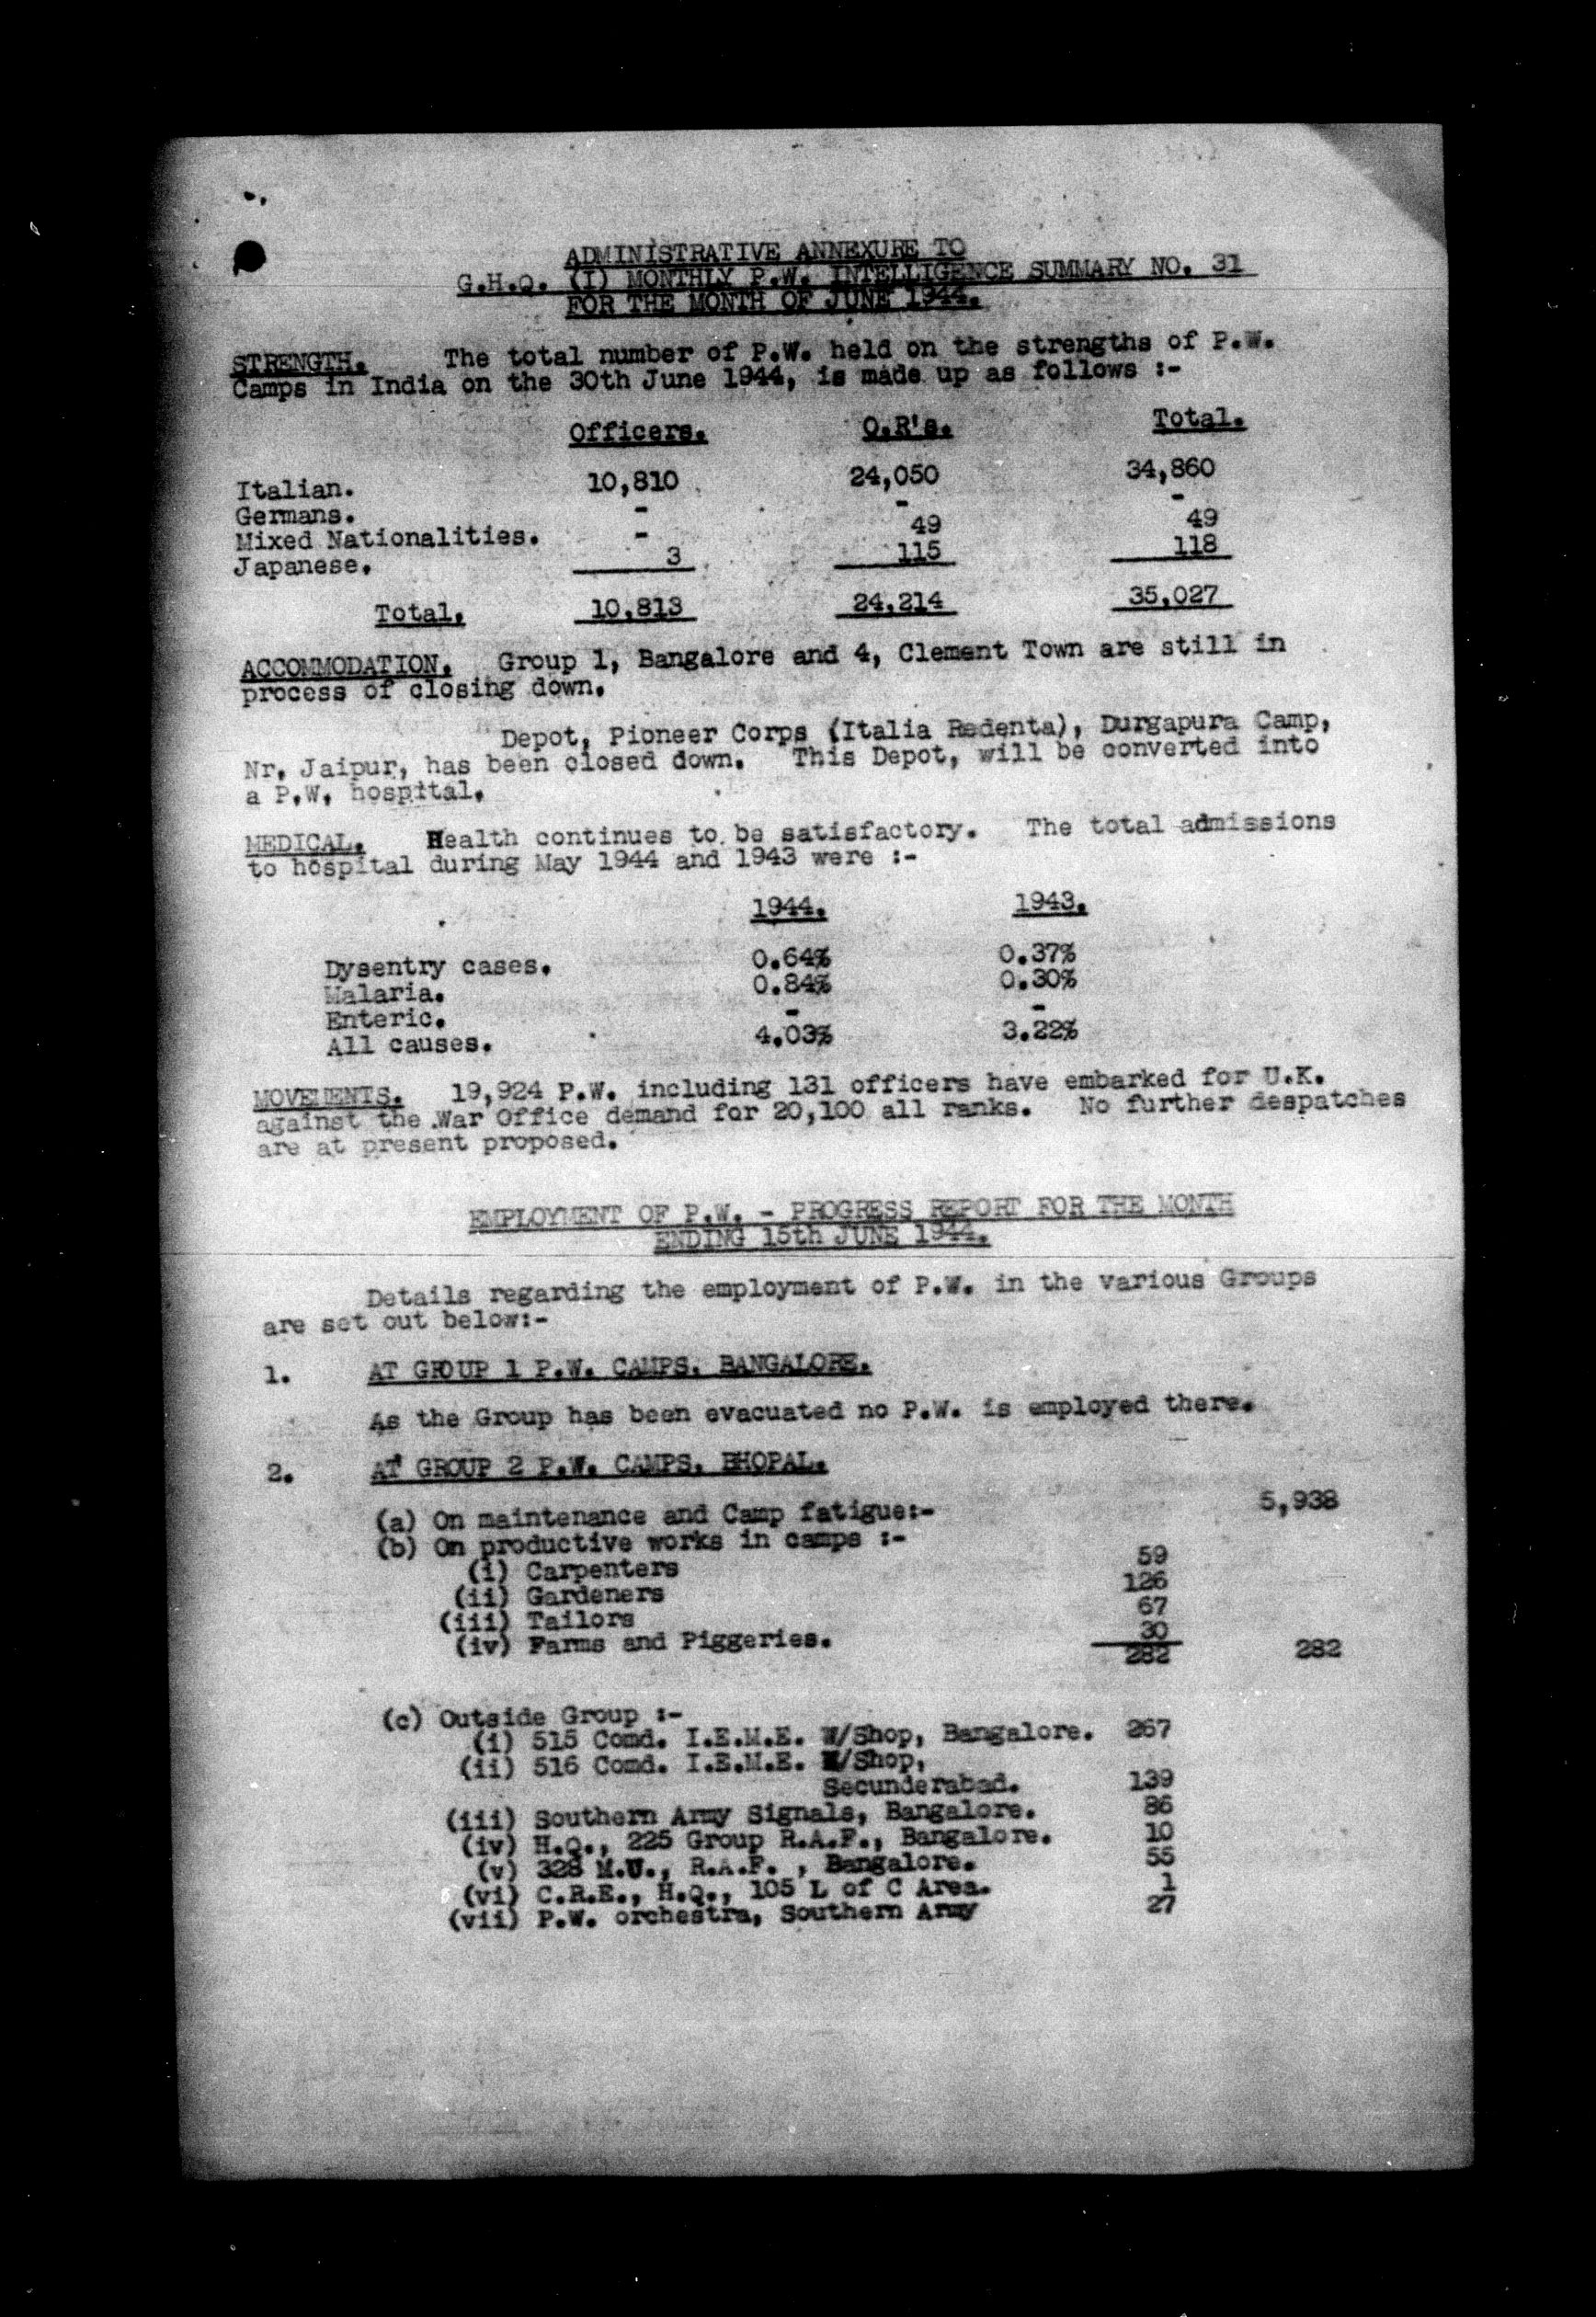 ADMINISTRATIVE ANNEXURE TO
G.H.Q. (I) MONTHLY P.W. INTELLIGENCE SUMMARY NO. 31
FOR THE MONTH OF JUNE 1944.
STRENGTH. The total number of P.W. held on the strengths of P.W.
Camps in India on the 30th June 1944, is made up as follows :-
Officers. O.R's. Total.
Italian. 10,810 24,050 34,860
Germans. - - -
Mixed Nationalities. - 49 49
Japanese. 3 115 118
Total. 10,813 24,214 35,027
ACCOMMODATION. Group 1, Bangalore and 4, Clement Town are still in
process of closing down.
Depot, Pioneer Corps (Italia Redenta), Durgapura Camp,
Nr. Jaipur, has been closed down. This Depot, will be converted into
a P.W. hospital.
MEDICAL. Health continues to be satisfactory. The total admissions
to hospital during May 1944 and 1943 were :-
1944. 1943.
Dysentry cases. 0.64% 0.37%
Malaria. 0.84% 0.30%
Enteric. - -
All causes. 4.03% 3.22%
MOVEMENTS. 19,924 P.W. including 131 officers have embarked for U.K.
against the War Office demand for 20,100 all ranks. No further despatches
are at present proposed.
EMPLOYMENT OF P.W. - PROGRESS REPORT FOR THE MONTH
ENDING 15th JUNE 1944.
Details regarding the employment of P.W. in the various Groups
are set out below:-
1. AT GROUP 1 P.W. CAMPS, BANGALORE.
As the Group has been evacuated no P.W. is employed there.
2. AT GROUP 2 P.W. CAMPS, BHOPAL.
(a) On maintenance and Camp fatigue:- 5,938
(b) On productive works in camps :-
(i) Carpenters 59
(ii) Gardeners 126
(iii) Tailors 67
(iv) Farms and Piggeries. 30
282 282
(c) Outside Group :-
(i) 515 Comd. I.E.M.E. W/Shop, Bangalore. 267
(ii) 516 Comd. I.E.M.E. W/Shop,
Secunderabad. 139
(iii) Southern Army Signals, Bangalore. 86
(iv) H.Q., 225 Group R.A.F., Bangalore. 10
(v) 328 M.U., R.A.F. , Bangalore. 55
(vi) C.R.E., H.Q., 105 L of C Area. 1
(vii) P.W. orchestra, Southern Army 27